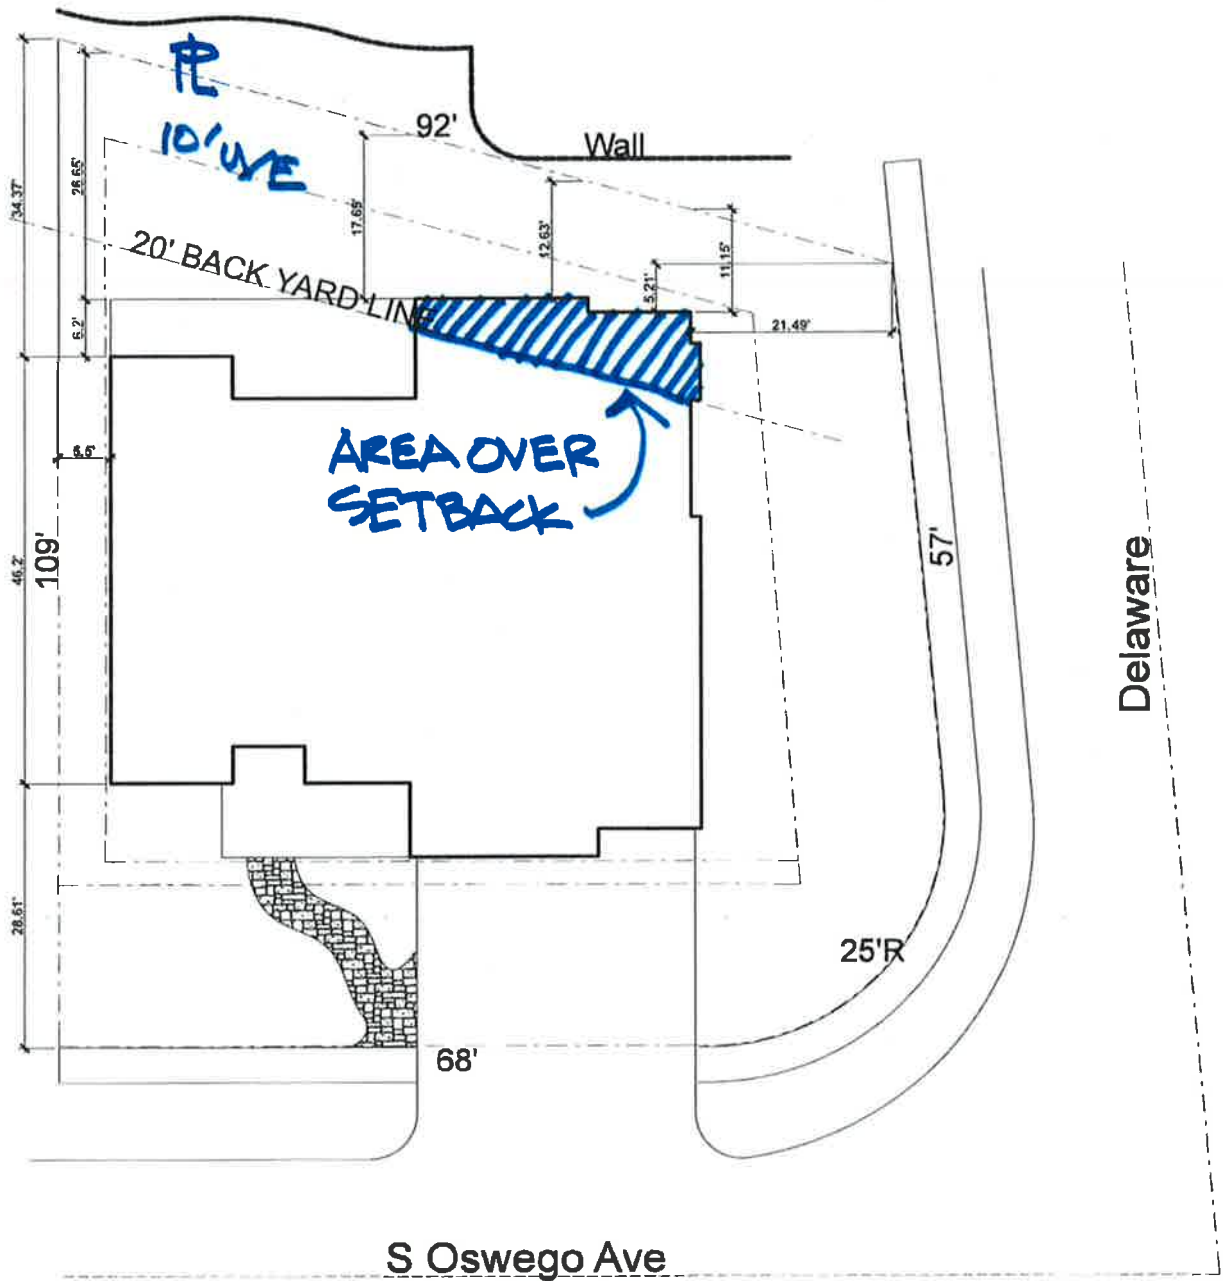 PL
10' U/E
92'
Wall
34.37'
26.65'
17.65'
12.63'
11.15'
5.21'
20' BACK YARD LINE
21.49'
6.2'
AREA OVER
SETBACK
6.5'
109'
46.2'
57'
Delaware
28.61'
25'R
68'
S Oswego Ave